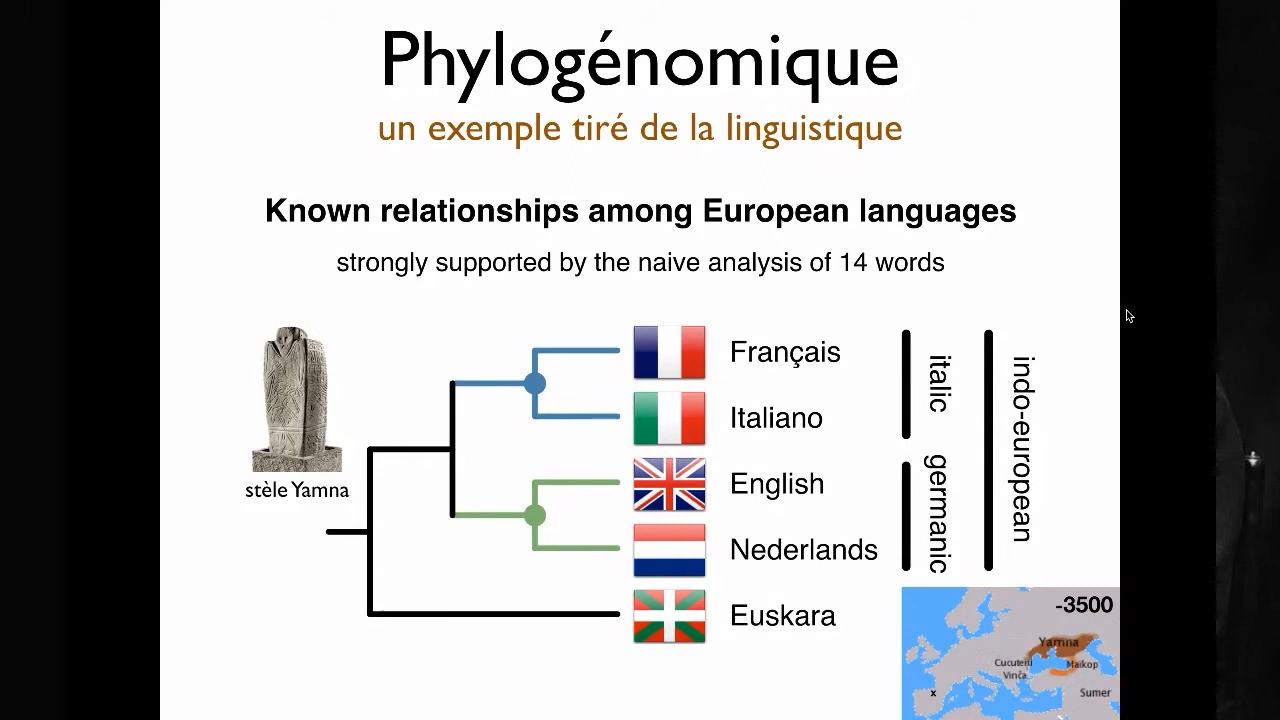 Phylogénomique
un exemple tiré de la linguistique
Known relationships among European languages
strongly supported by the naive analysis of 14 words
stèle Yamna
Français
Italiano
English
Nederlands
Euskara
italic
germanic
indo-european
-3500
Yamna
Cucuteni
Maikop
Vinča
Sumer
x